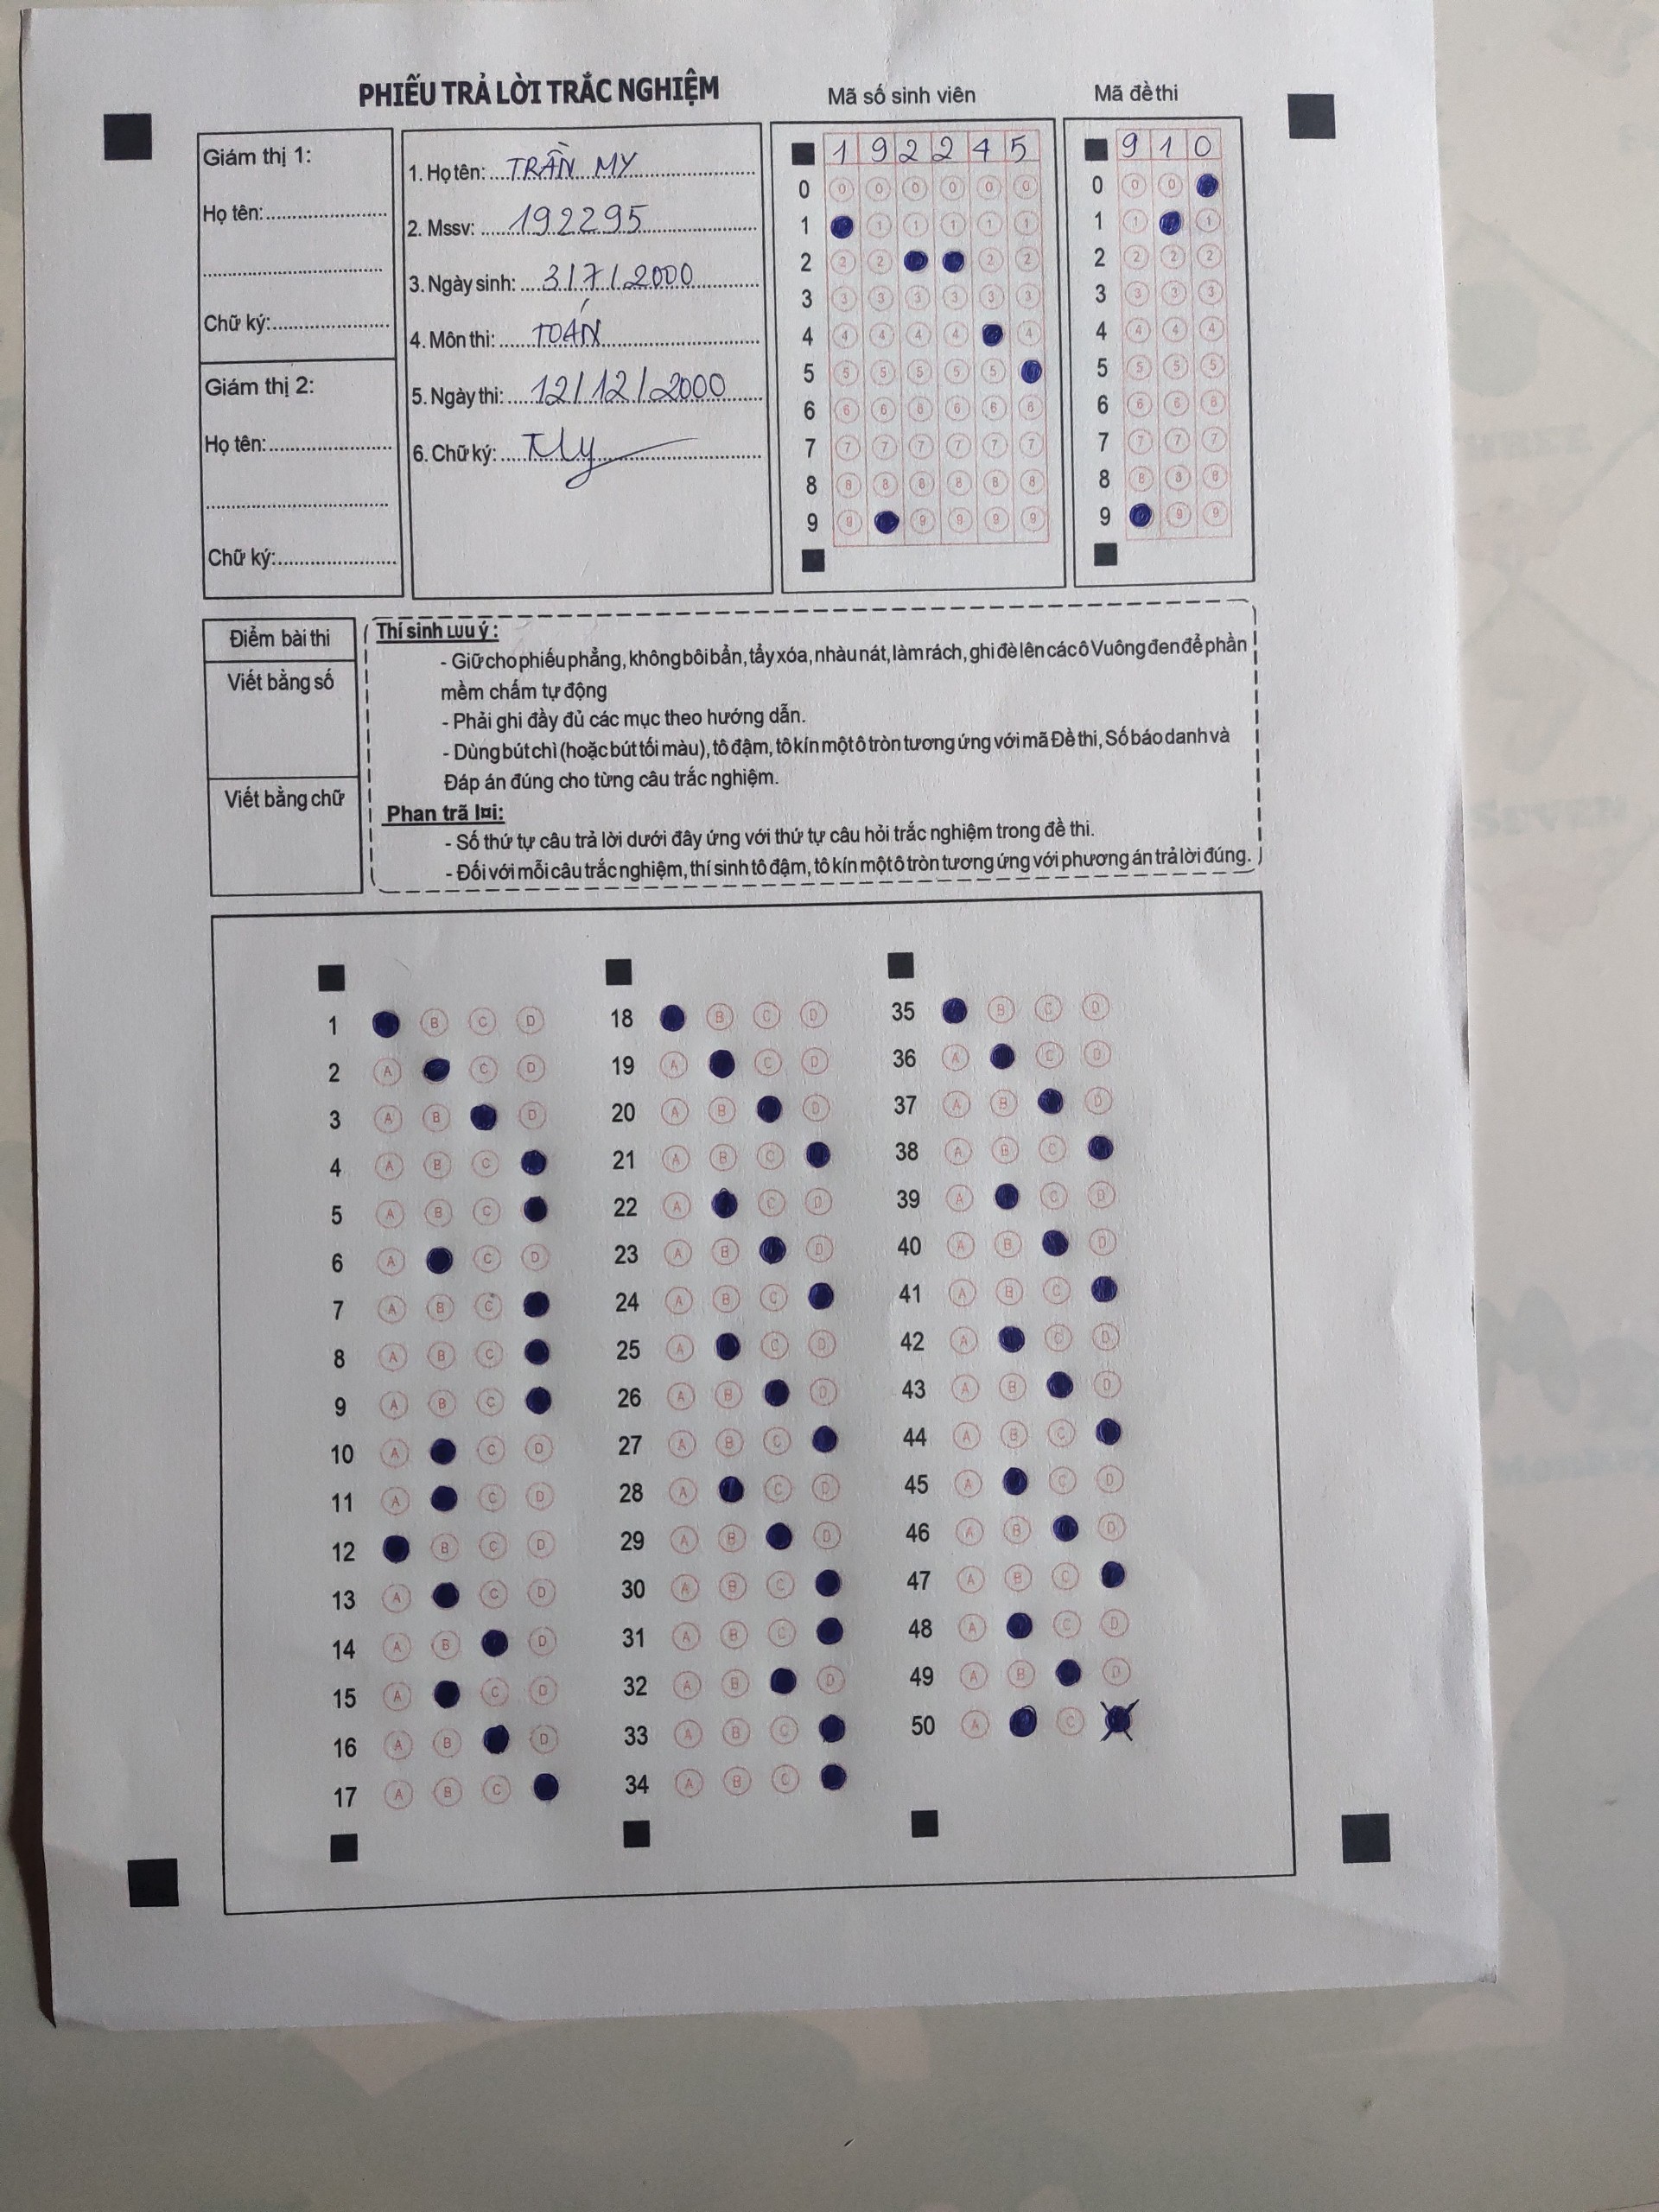 PHIẾU TRẢ LỜI TRẮC NGHIỆM
Giám thị 1:
Họ tên:
Chữ ký:
Giám thị 2:
Họ tên:
Chữ ký:
1. Họ tên: TRẦN MY
2. Mssv: 192295
3. Ngày sinh: 3/7/2000
4. Môn thi: TOÁN
5. Ngày thi: 12/12/2000
6. Chữ ký: My
Mã số sinh viên
1 9 2 2 4 5
0 0 0 0 0 0 0
1 1 1 1 1 1
2 2 2 2 2
3 3 3 3 3 3 3
4 4 4 4 4 4
5 5 5 5 5 5
6 6 6 6 6 6 6
7 7 7 7 7 7 7
8 8 8 8 8 8 8
9 9 9 9 9 9
Mã đề thi
9 1 0
0 0 0
1 1 1
2 2 2 2
3 3 3 3
4 4 4 4
5 5 5 5
6 6 6 6
7 7 7 7
8 8 8 8
9 9 9
Điểm bài thi
Viết bằng số
Viết bằng chữ
Thí sinh Lưu ý :
- Giữ cho phiếu phẳng, không bôi bẩn, tẩy xóa, nhàu nát, làm rách, ghi đè lên các ô Vuông đen để phần
mềm chấm tự động
- Phải ghi đầy đủ các mục theo hướng dẫn.
- Dùng bút chì (hoặc bút tối màu), tô đậm, tô kín một ô tròn tương ứng với mã Đề thi, Số báo danh và
Đáp án đúng cho từng câu trắc nghiệm.
Phan trã l¤i:
- Số thứ tự câu trả lời dưới đây ứng với thứ tự câu hỏi trắc nghiệm trong đề thi.
- Đối với mỗi câu trắc nghiệm, thí sinh tô đậm, tô kín một ô tròn tương ứng với phương án trả lời đúng.
1 B C D
2 A C D
3 A B D
4 A B C
5 A B C
6 A C D
7 A B C
8 A B C
9 A B C
10 A C D
11 A C D
12 B C D
13 A C D
14 A B D
15 A C D
16 A B D
17 A B C
18 B C D
19 A C D
20 A B D
21 A B C
22 A C D
23 A B D
24 A B C
25 A C D
26 A B D
27 A B C
28 A C D
29 A B D
30 A B C
31 A B C
32 A B D
33 A B C
34 A B C
35 B C D
36 A C D
37 A B D
38 A B C
39 A C D
40 A B D
41 A B C
42 A C D
43 A B D
44 A B C
45 A C D
46 A B D
47 A B C
48 A C D
49 A B D
50 A C